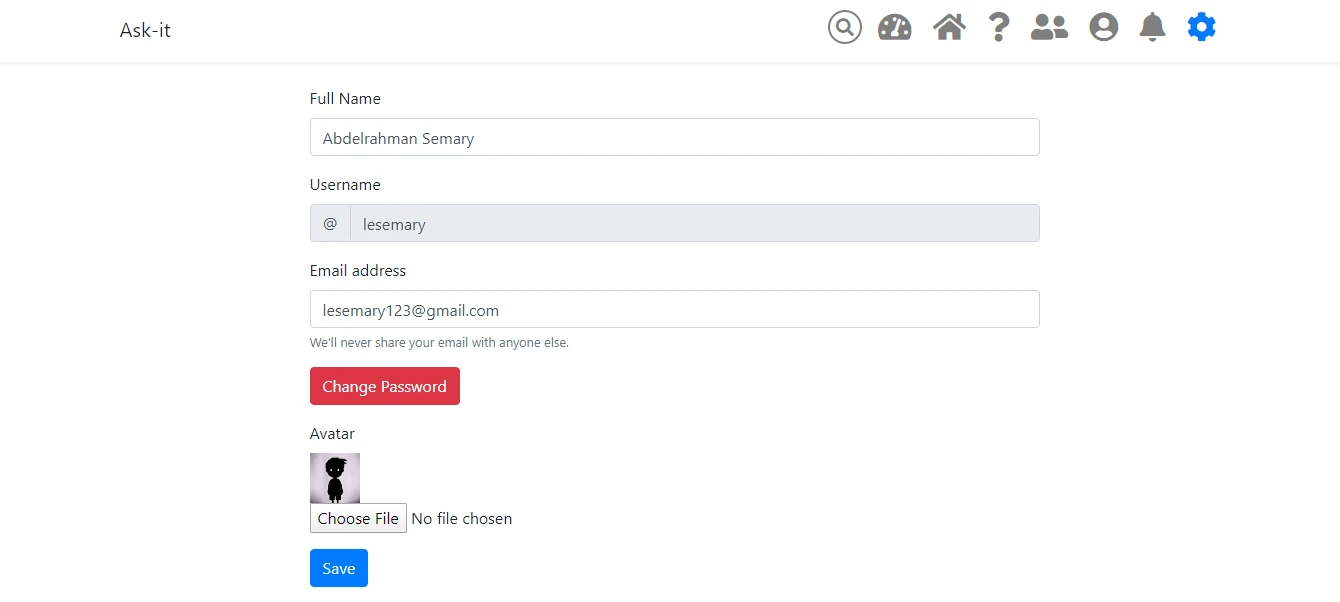 Ask-it
Full Name
Abdelrahman Semary
Username
@ lesemary
Email address
lesemary123@gmail.com
We'll never share your email with anyone else.
Change Password
Avatar
Choose File No file chosen
Save